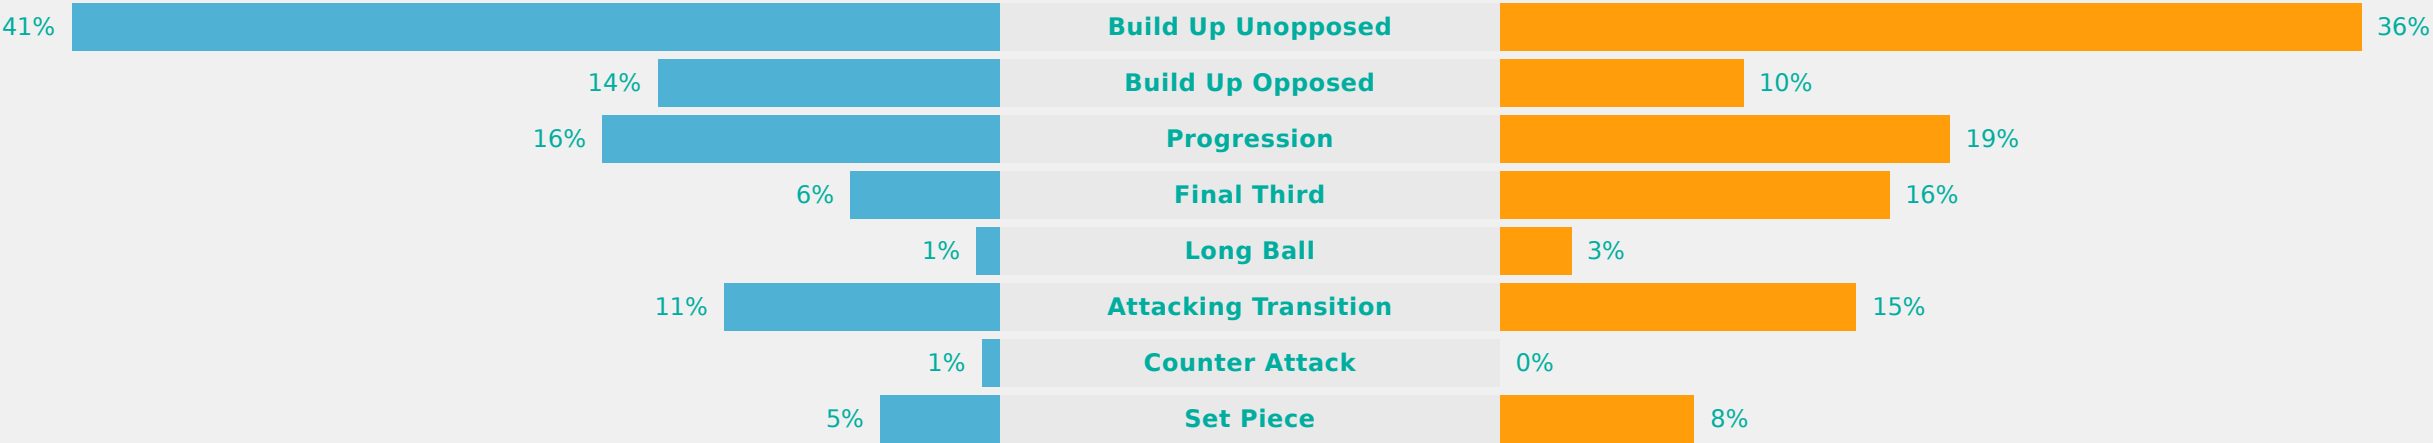 41% Build Up Unopposed 36%
14% Build Up Opposed 10%
16% Progression 19%
6% Final Third 16%
1% Long Ball 3%
11% Attacking Transition 15%
1% Counter Attack 0%
5% Set Piece 8%